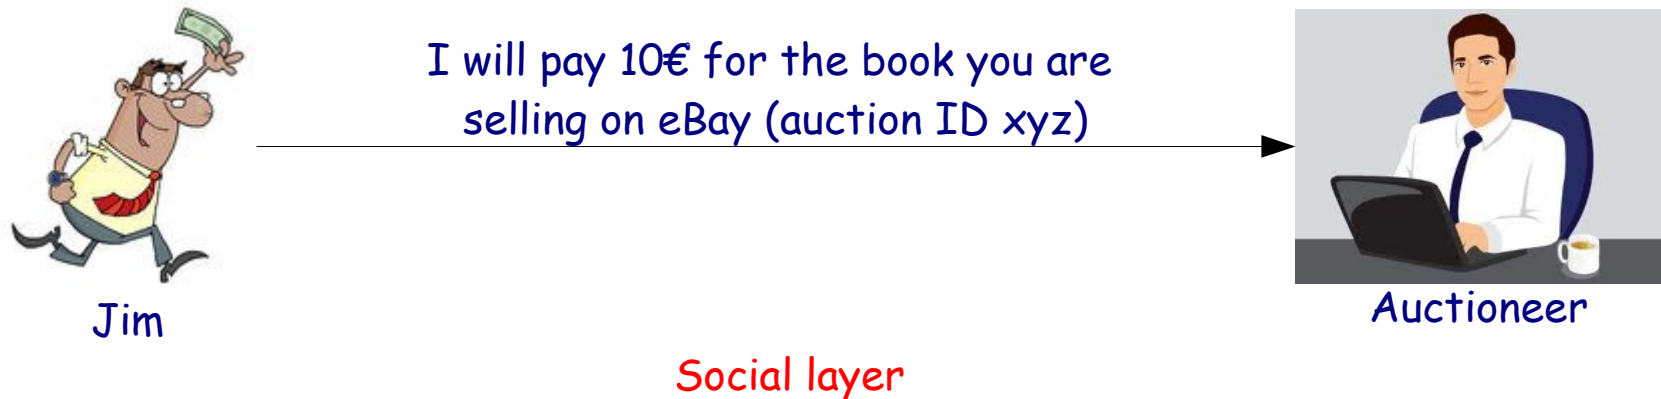 I will pay 10€ for the book you are
selling on eBay (auction ID xyz)
Jim
Auctioneer
Social layer